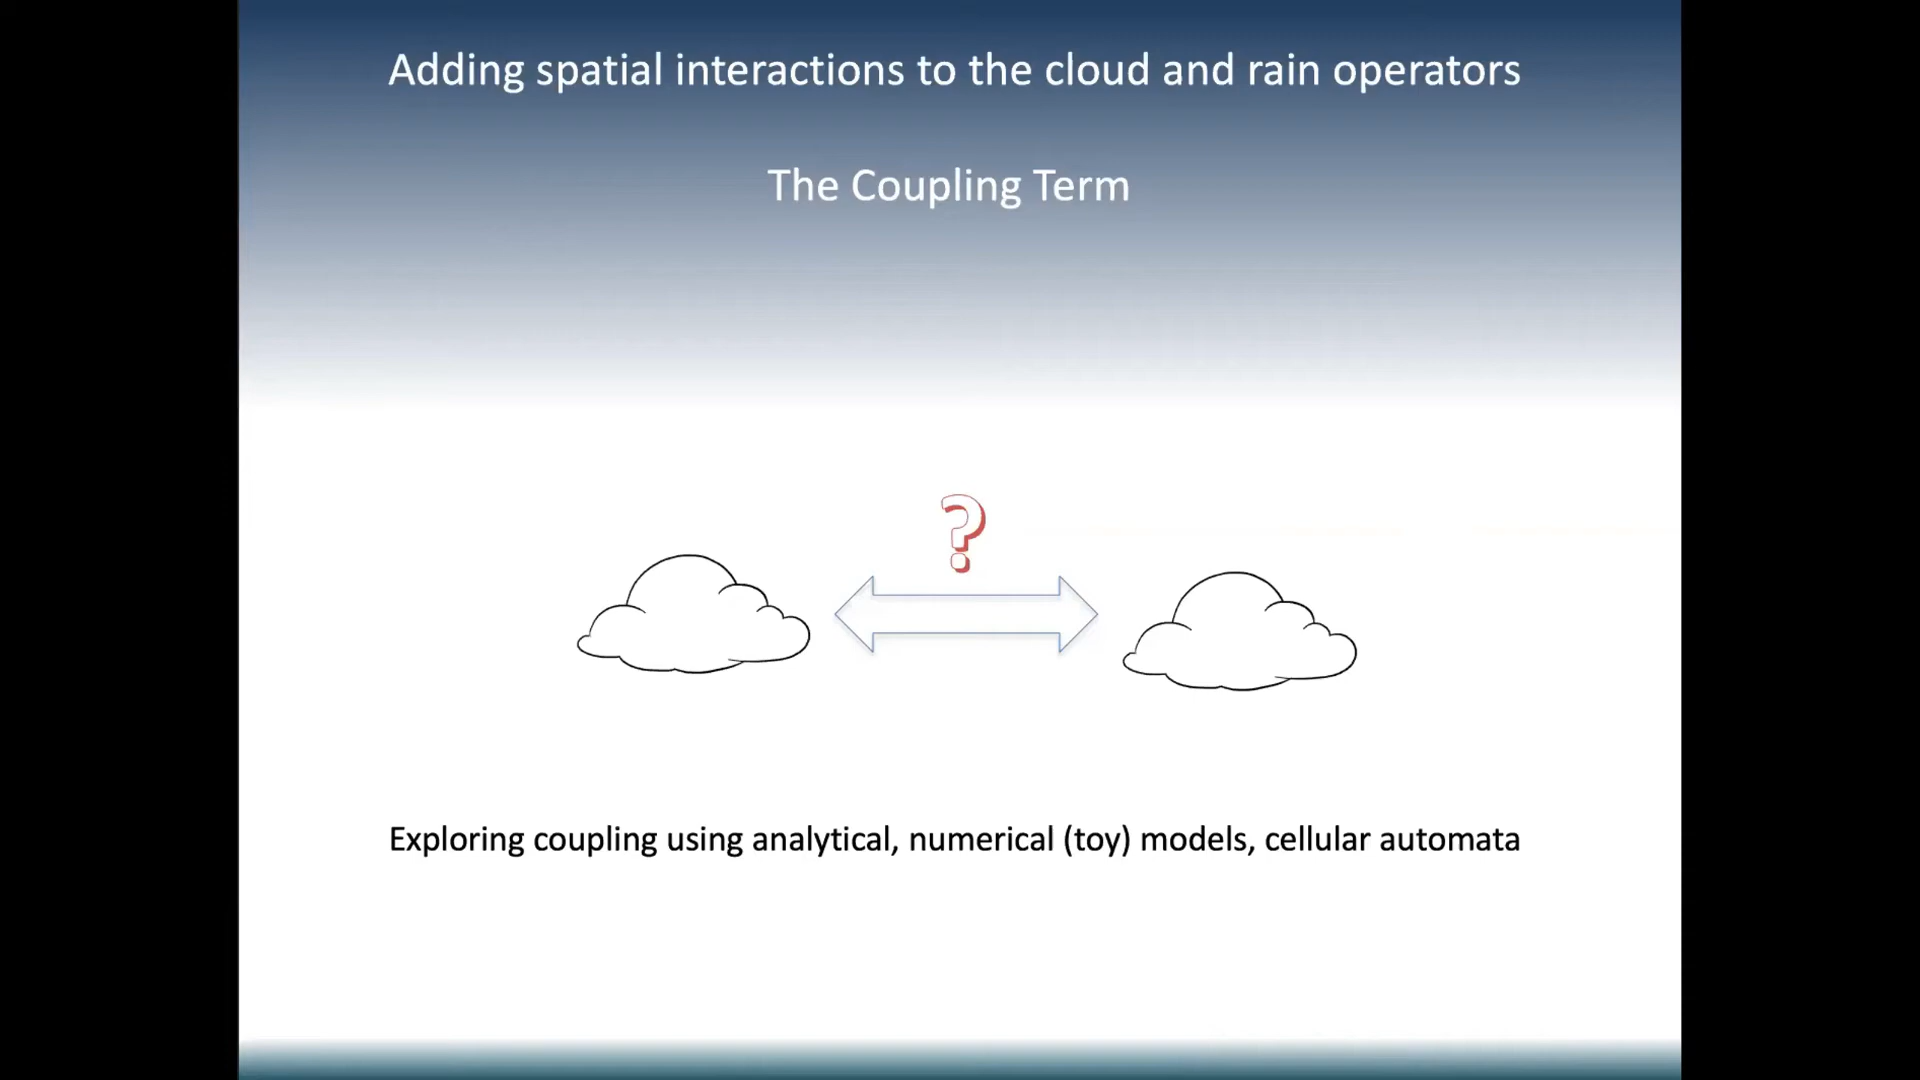 Adding spatial interactions to the cloud and rain operators
The Coupling Term
?
Exploring coupling using analytical, numerical (toy) models, cellular automata